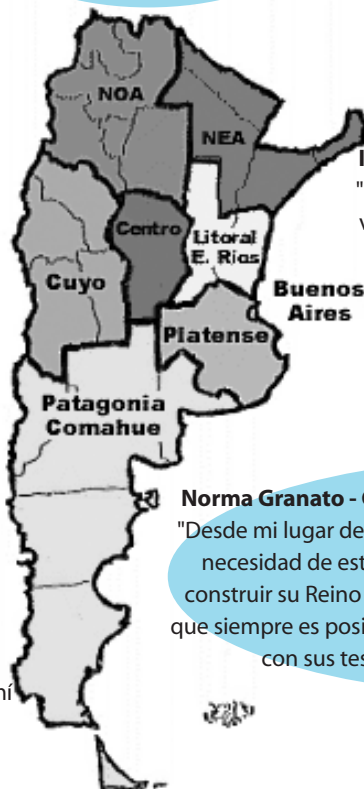 NOA
NEA
"
Centro
Litoral
E. Rios
Cuyo
Buenos
Aires
Platense
Patagonia
Comahue
Norma Granato -
"Desde mi lugar de
necesidad de est
construir su Reino
que siempre es posi
con sus tes